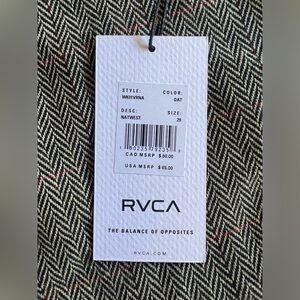 STYLE: COLOR:
W931VRNA OAT
DESC: SIZE:
NATWEST 29
CAD MSRP $ 80.00
USA MSRP $ 65.00
RVCA
THE BALANCE OF OPPOSITES
RVCA.COM